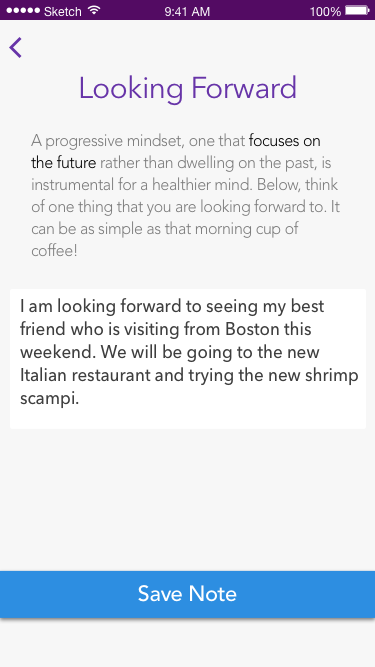 Sketch 9:41 AM 100%
Looking Forward
A progressive mindset, one that focuses on
the future rather than dwelling on the past, is
instrumental for a healthier mind. Below, think
of one thing that you are looking forward to. It
can be as simple as that morning cup of
coffee!
I am looking forward to seeing my best
friend who is visiting from Boston this
weekend. We will be going to the new
Italian restaurant and trying the new shrimp
scampi.
Save Note